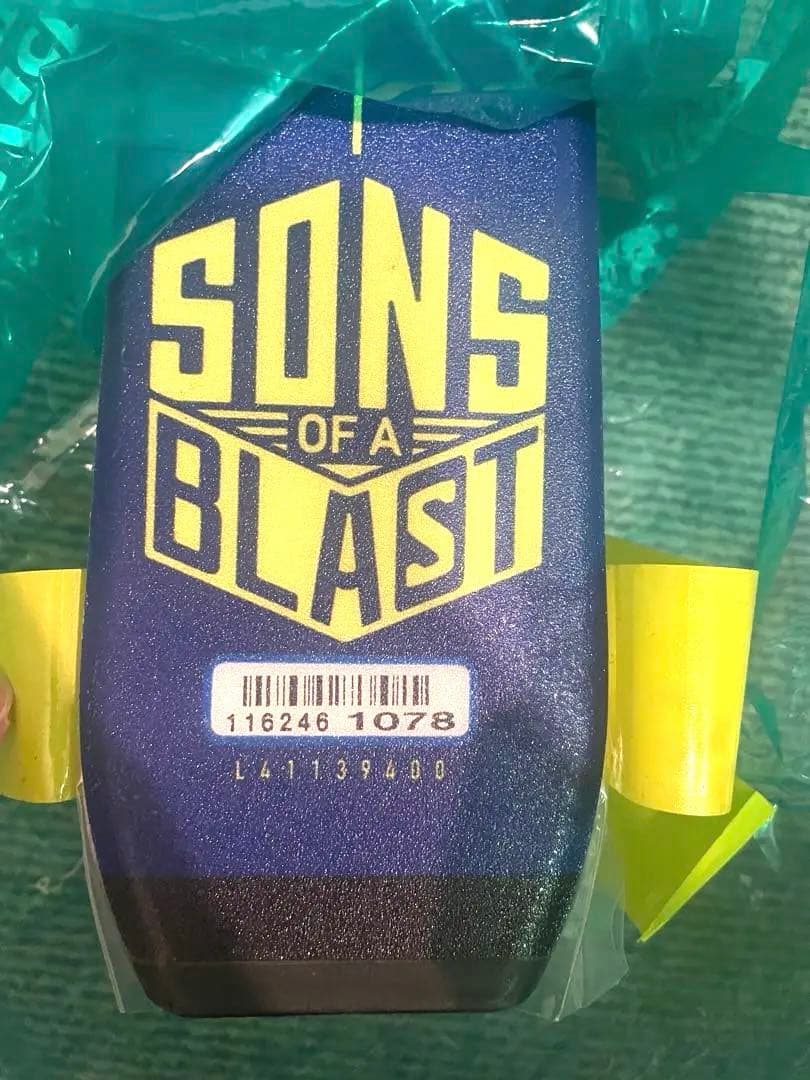 SONS
OF A
BLAST
116246 1078
L41139400